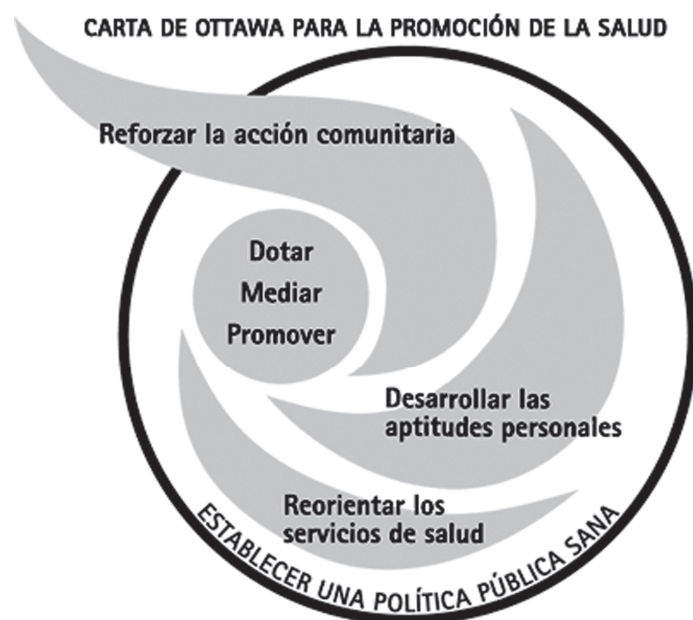 CARTA DE OTTAWA PARA LA PROMOCIÓN DE LA SALUD
Reforzar la acción comunitaria
Dotar
Mediar
Promover
Desarrollar las
aptitudes personales
Reorientar los
servicios de salud
ESTABLECER UNA POLÍTICA PÚBLICA SANA